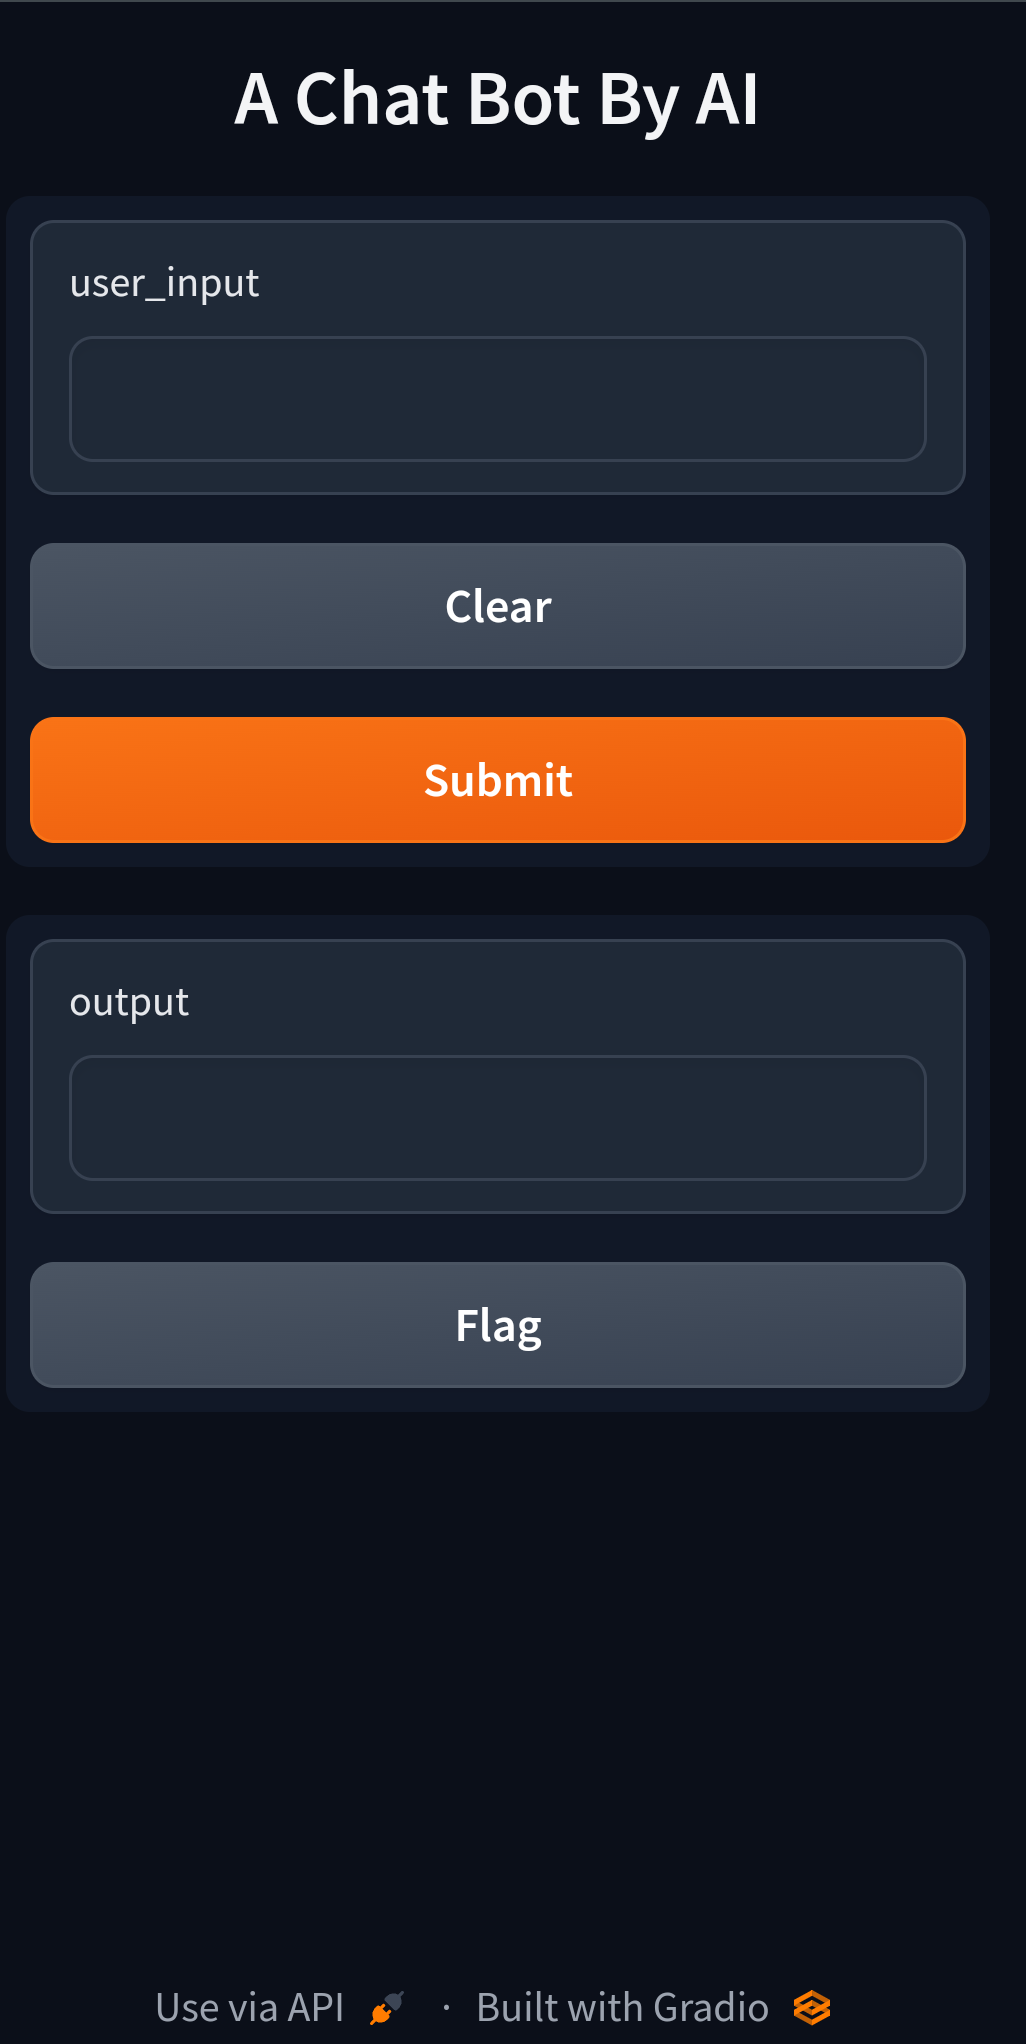 A Chat Bot By AI
user_input
Clear
Submit
output
Flag
Use via API · Built with Gradio